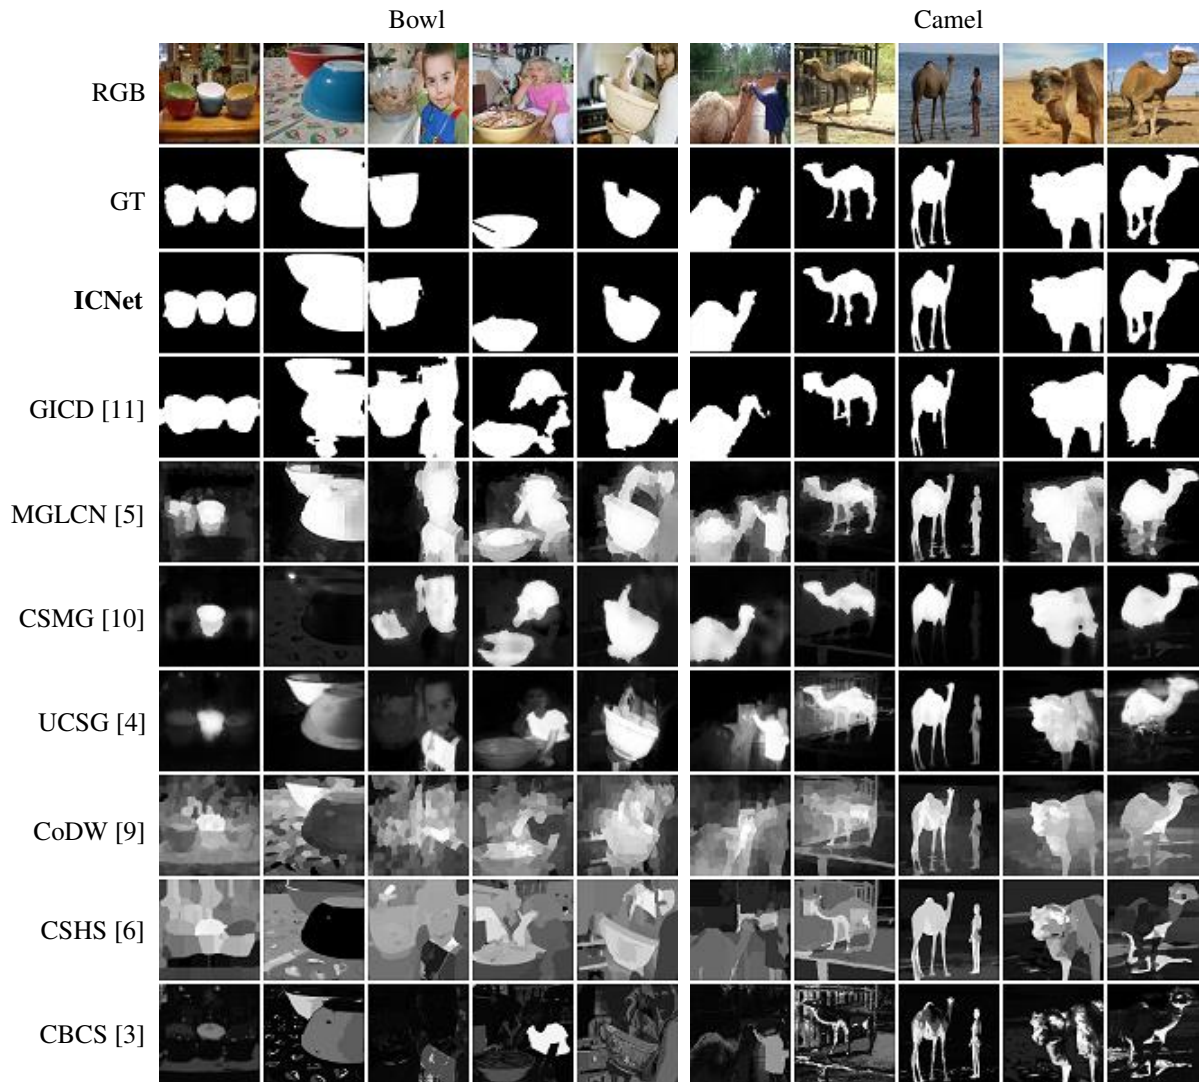 Bowl Camel
RGB
GT
ICNet
GICD [11]
MGLCN [5]
CSMG [10]
UCSG [4]
CoDW [9]
CSHS [6]
CBCS [3]